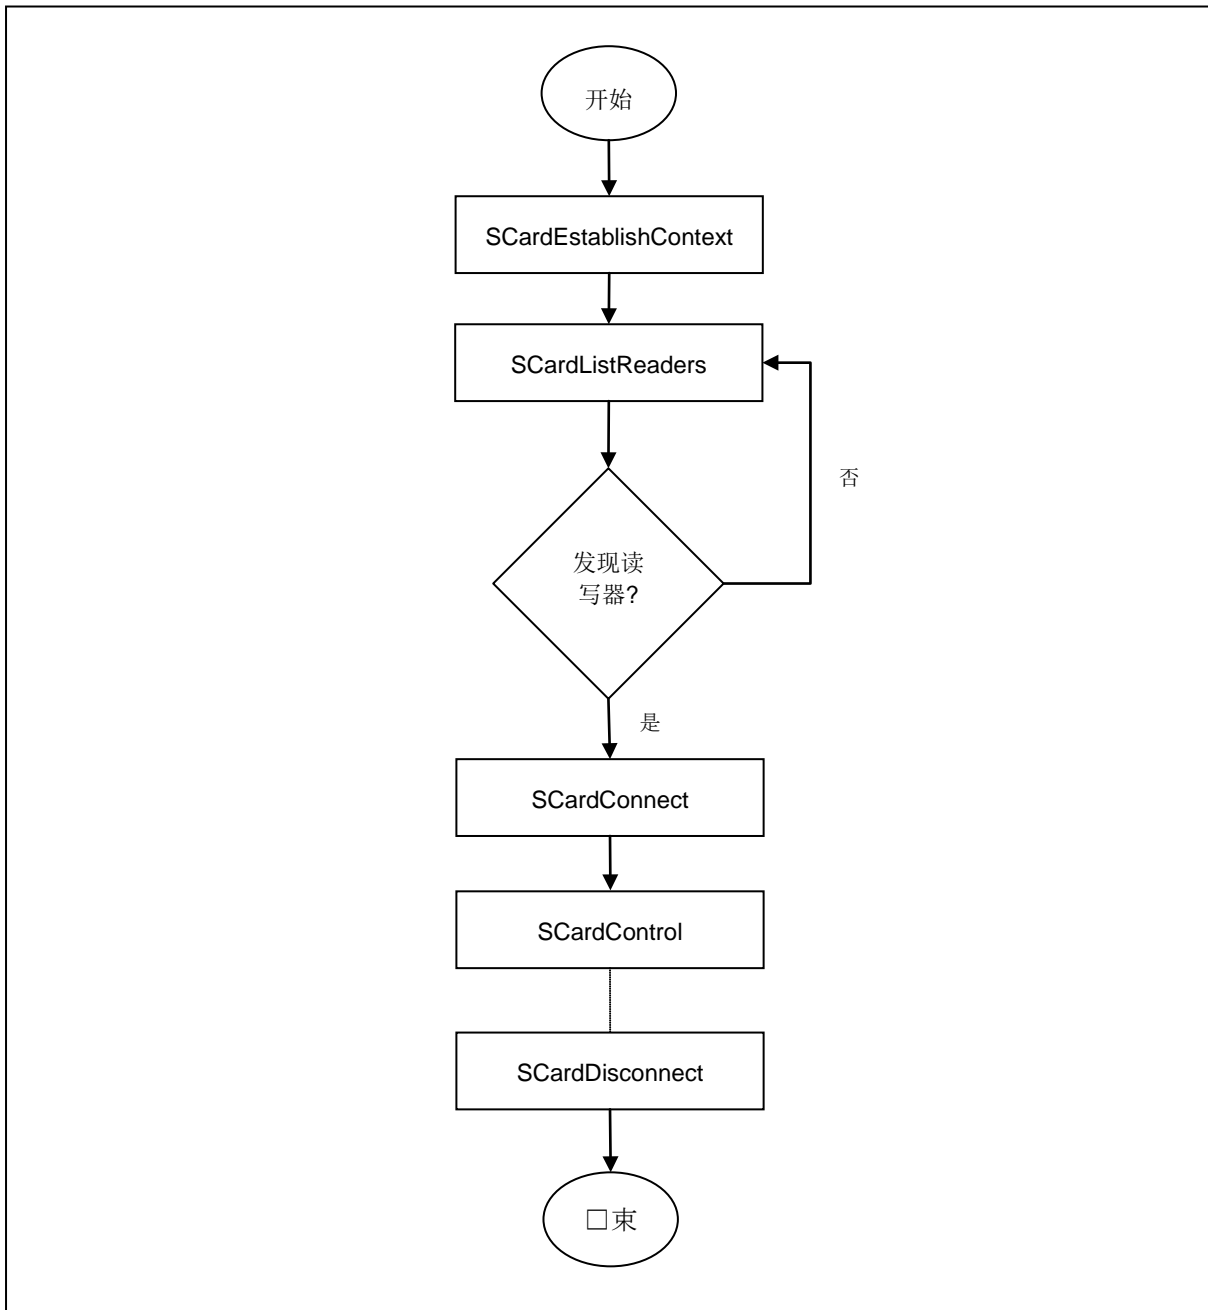 开始
SCardEstablishContext
SCardListReaders
否
发现读
写器?
是
SCardConnect
SCardControl
SCardDisconnect
□束